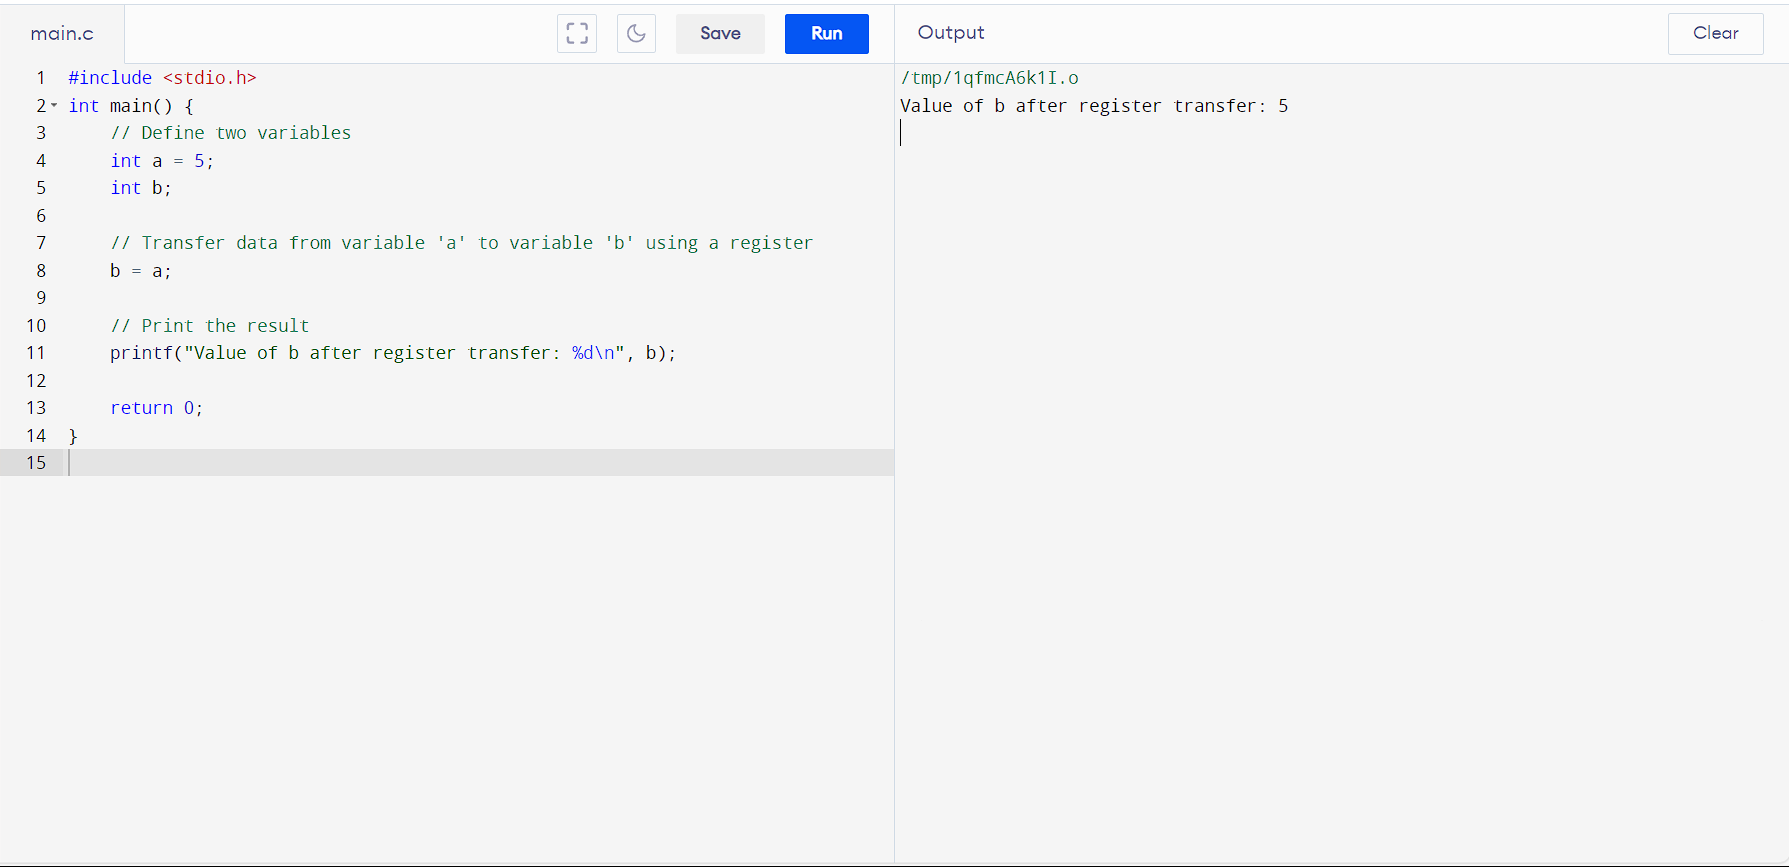 main.c
Save
Run
Output
Clear
1 #include <stdio.h>
2 int main() {
3 // Define two variables
4 int a = 5;
5 int b;
6
7 // Transfer data from variable 'a' to variable 'b' using a register
8 b = a;
9
10 // Print the result
11 printf("Value of b after register transfer: %d\n", b);
12
13 return 0;
14 }
15
/tmp/1qfmcA6k1I.o
Value of b after register transfer: 5